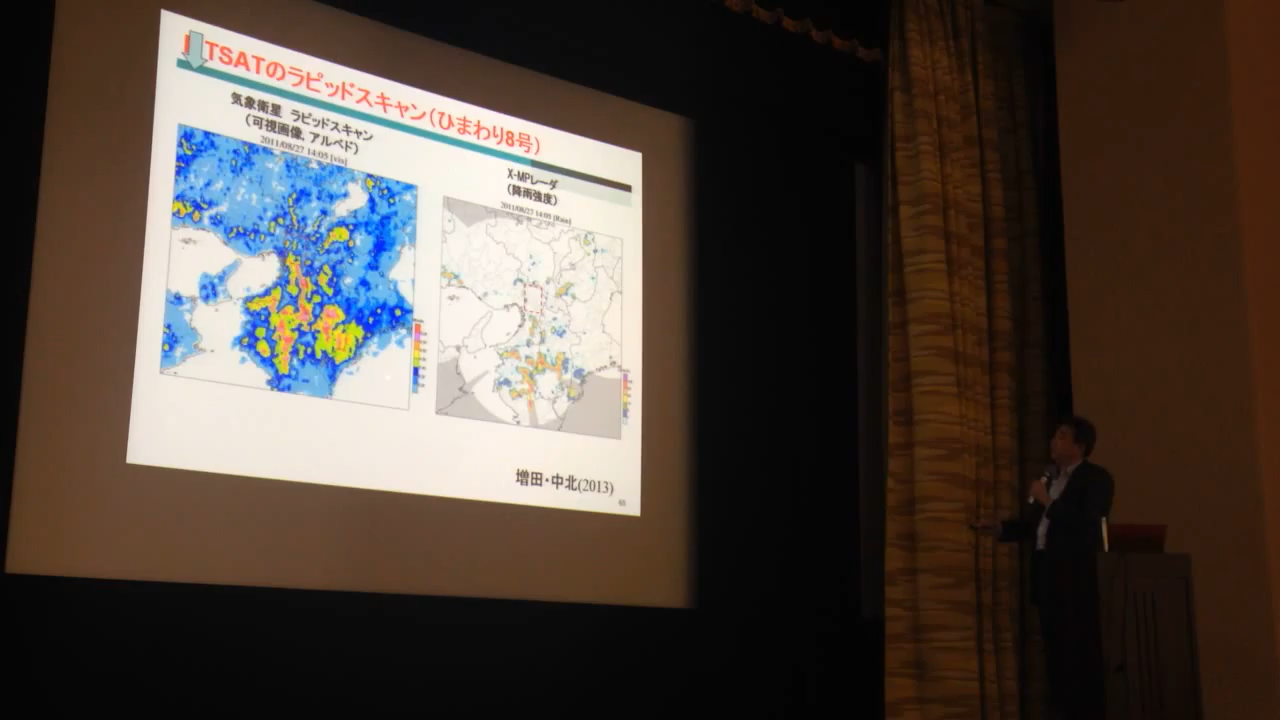 TSATのラピッドスキャン(ひまわり8号)
気象衛星 ラピッドスキャン
(可視画像, アルベド)
2011/08/27 14:05 [vis]
X-MPレーダ
(降雨強度)
2011/08/27 14:05 [Rain]
増田・中北(2013)